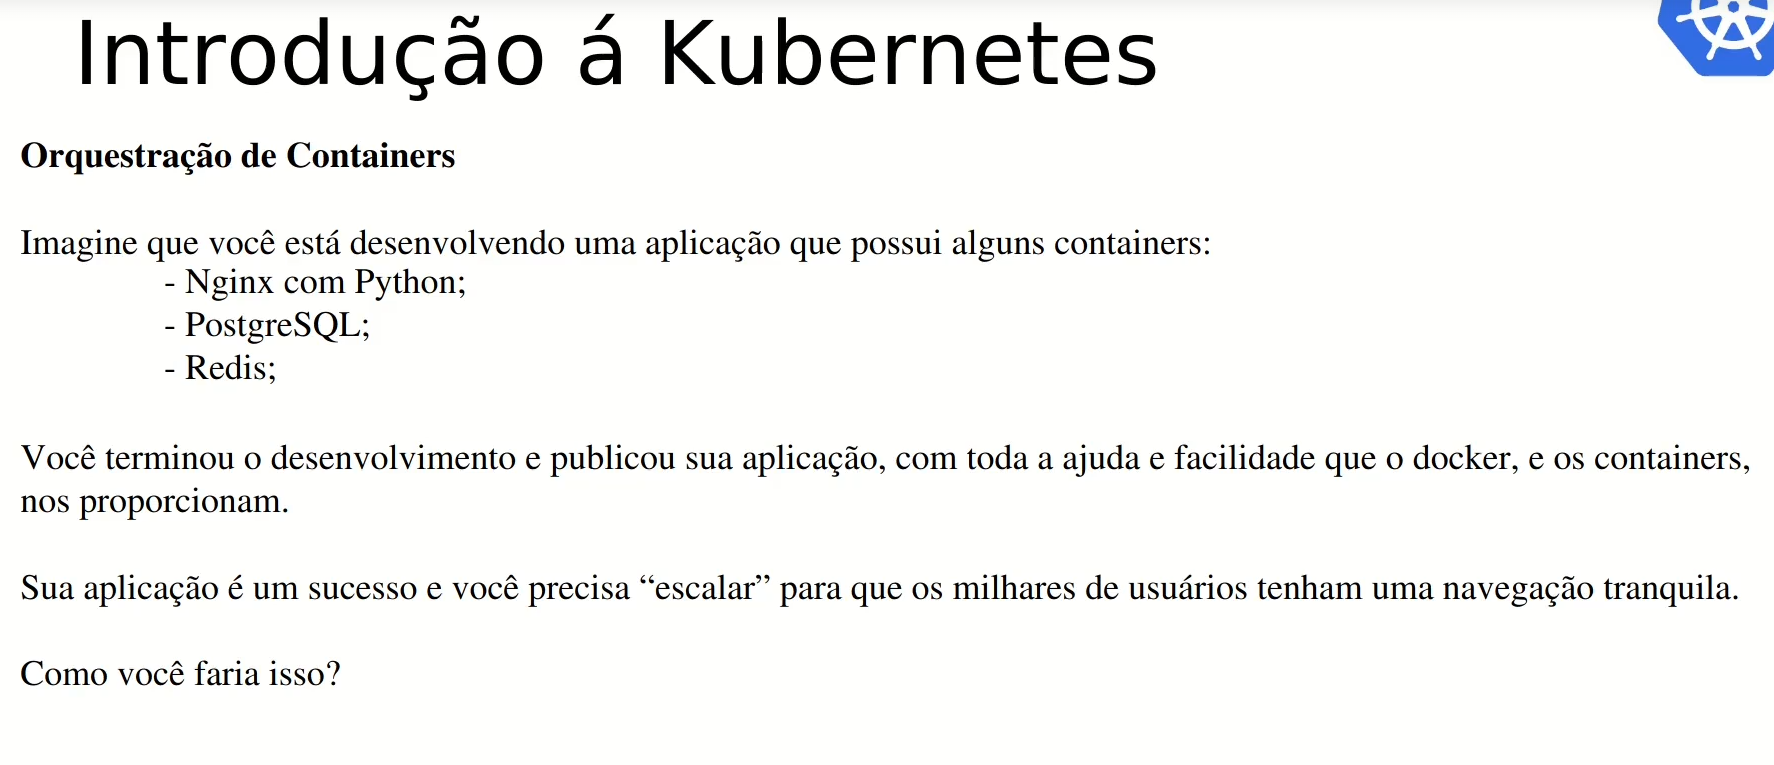 Introdução á Kubernetes
Orquestração de Containers
Imagine que você está desenvolvendo uma aplicação que possui alguns containers:
- Nginx com Python;
- PostgreSQL;
- Redis;
Você terminou o desenvolvimento e publicou sua aplicação, com toda a ajuda e facilidade que o docker, e os containers,
nos proporcionam.
Sua aplicação é um sucesso e você precisa “escalar” para que os milhares de usuários tenham uma navegação tranquila.
Como você faria isso?